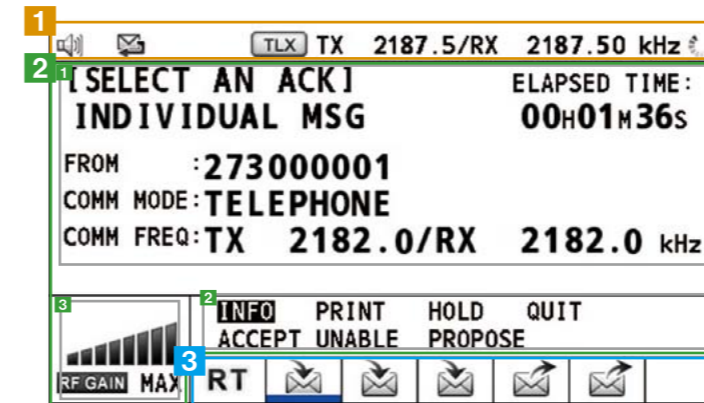 1
TLX TX 2187.5/RX 2187.50 kHz
2
1
[SELECT AN ACK] ELAPSED TIME:
INDIVIDUAL MSG 00H01M36S
FROM :273000001
COMM MODE:TELEPHONE
COMM FREQ:TX 2182.0/RX 2182.0 kHz
3
2
INFO PRINT HOLD QUIT
ACCEPT UNABLE PROPOSE
RF GAIN MAX
3
RT